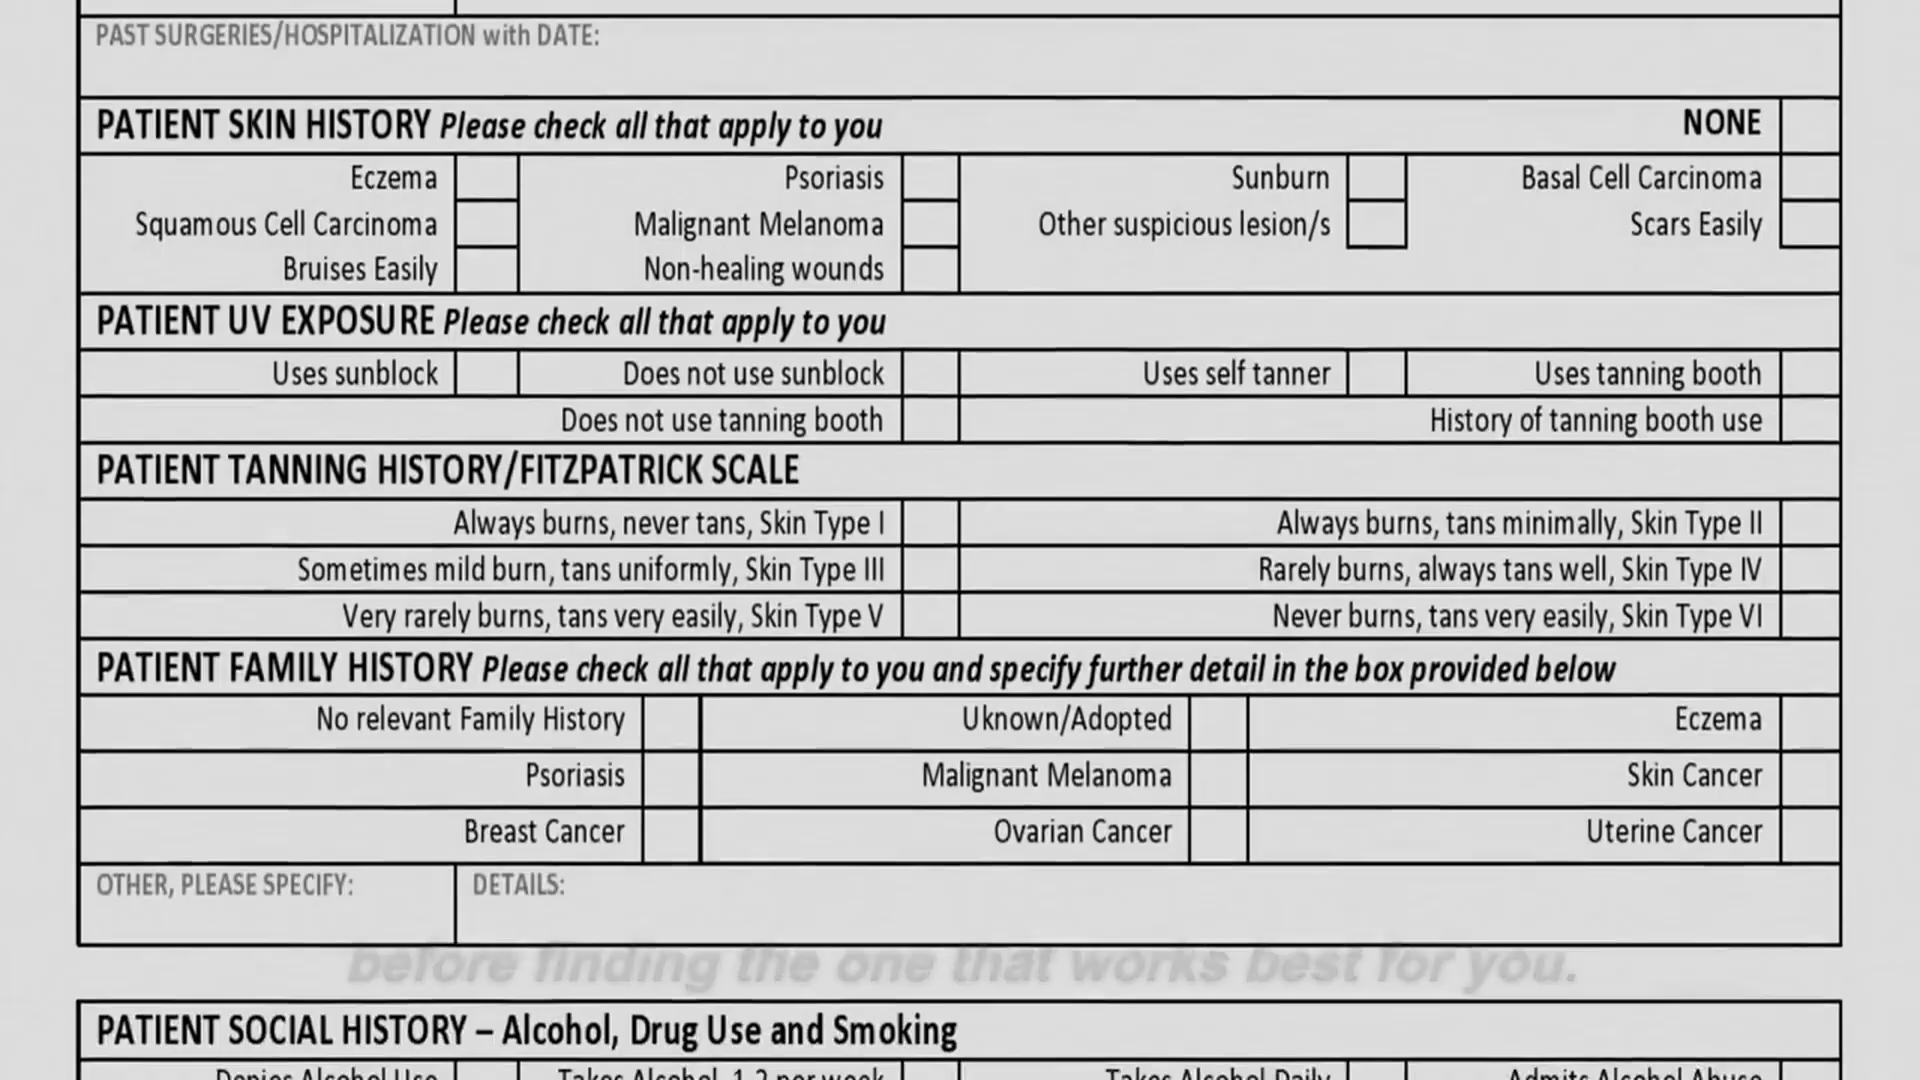 PAST SURGERIES/HOSPITALIZATION with DATE:
PATIENT SKIN HISTORY Please check all that apply to you NONE
Eczema Psoriasis Sunburn Basal Cell Carcinoma
Squamous Cell Carcinoma Malignant Melanoma Other suspicious lesion/s Scars Easily
Bruises Easily Non-healing wounds
PATIENT UV EXPOSURE Please check all that apply to you
Uses sunblock Does not use sunblock Uses self tanner Uses tanning booth
Does not use tanning booth History of tanning booth use
PATIENT TANNING HISTORY/FITZPATRICK SCALE
Always burns, never tans, Skin Type I Always burns, tans minimally, Skin Type II
Sometimes mild burn, tans uniformly, Skin Type III Rarely burns, always tans well, Skin Type IV
Very rarely burns, tans very easily, Skin Type V Never burns, tans very easily, Skin Type VI
PATIENT FAMILY HISTORY Please check all that apply to you and specify further detail in the box provided below
No relevant Family History Uknown/Adopted Eczema
Psoriasis Malignant Melanoma Skin Cancer
Breast Cancer Ovarian Cancer Uterine Cancer
OTHER, PLEASE SPECIFY: DETAILS:
before finding the one that works best for you.
PATIENT SOCIAL HISTORY – Alcohol, Drug Use and Smoking
Denies Alcohol Use Takes Alcohol, 1-2 per week Takes Alcohol Daily Admits Alcohol Abuse